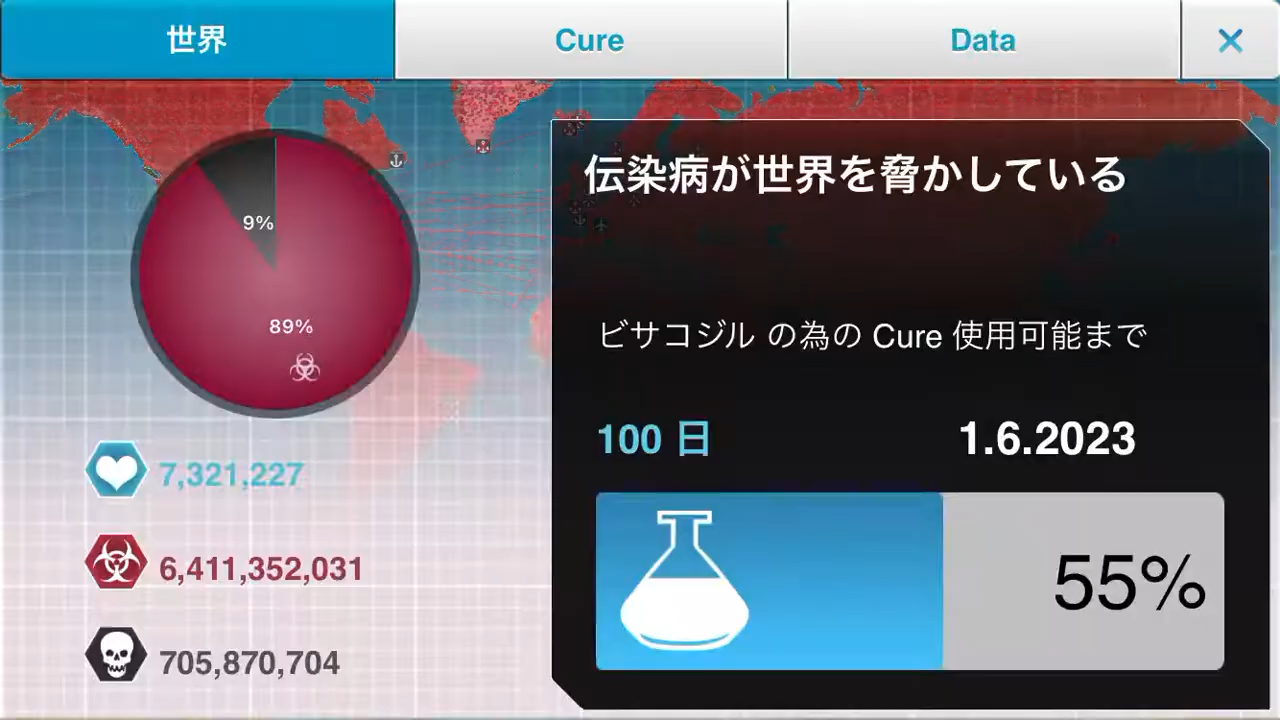 世界
Cure
Data
×
9%
89%
7,321,227
6,411,352,031
705,870,704
伝染病が世界を脅かしている
ビサコジル の為の Cure 使用可能まで
100 日
1.6.2023
55%